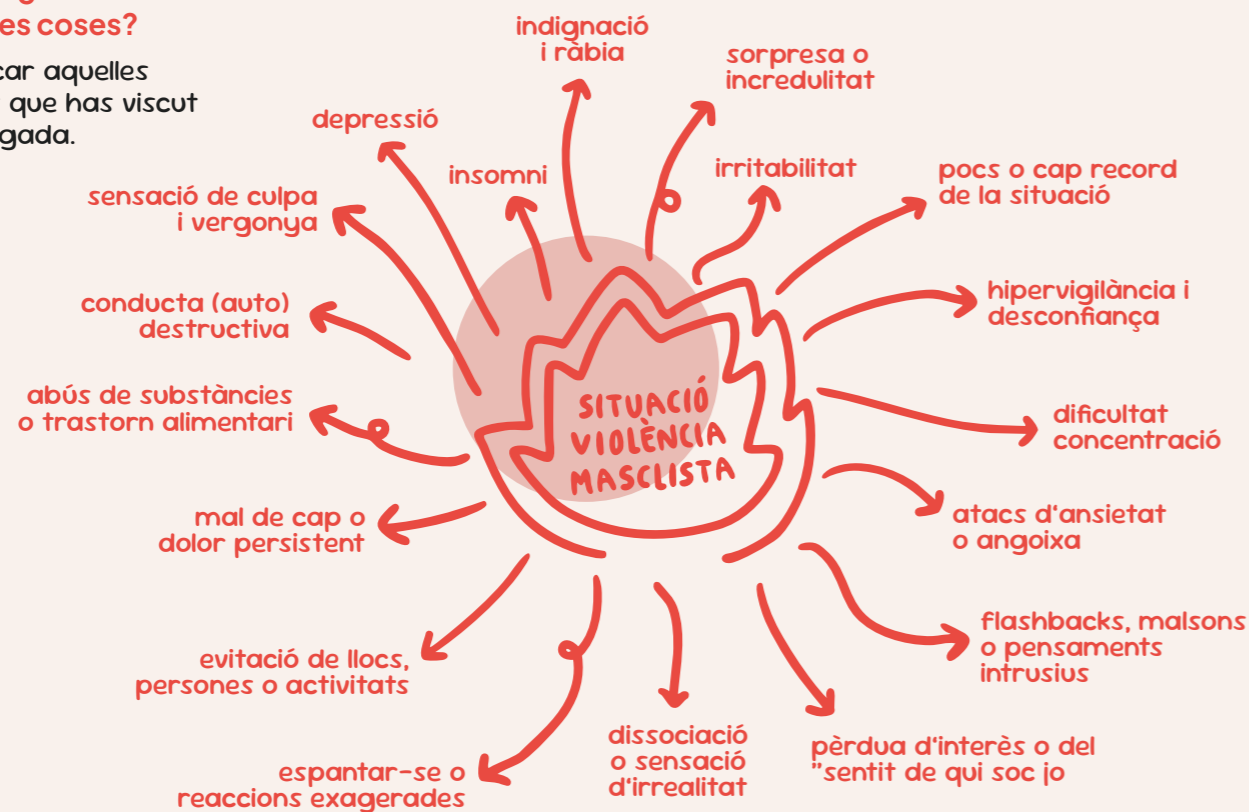 es coses?
car aquelles
que has viscut
gada.
indignació
i ràbia
sorpresa o
incredulitat
depressió
insomni
irritabilitat
pocs o cap record
de la situació
sensació de culpa
i vergonya
hipervigilància i
desconfiança
conducta (auto)
destructiva
abús de substàncies
o trastorn alimentari
SITUACIÓ
VIOLÈNCIA
MASCLISTA
dificultat
concentració
mal de cap o
dolor persistent
atacs d'ansietat
o angoixa
flashbacks, malsons
o pensaments
intrusius
evitació de llocs,
persones o activitats
dissociació
o sensació
d'irrealitat
pèrdua d'interès o del
"sentit de qui soc jo
espantar-se o
reaccions exagerades